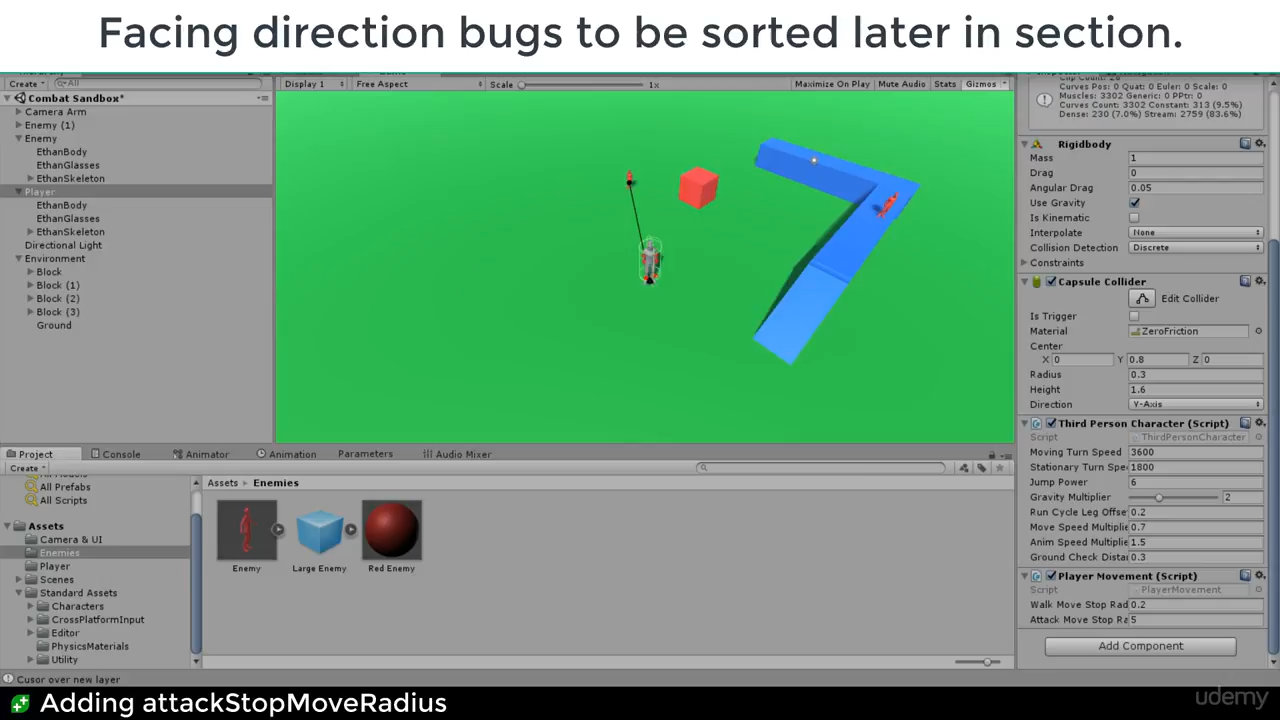 Facing direction bugs to be sorted later in section.
Create
All
Display 1
Free Aspect
Scale
1x
Maximize On Play
Mute Audio
Stats
Gizmos
Combat Sandbox*
Camera Arm
Enemy (1)
Enemy
EthanBody
EthanGlasses
EthanSkeleton
Player
EthanBody
EthanGlasses
EthanSkeleton
Directional Light
Environment
Block
Block (1)
Block (2)
Block (3)
Ground
Curves Pos: 0 Quat: 0 Euler: 0 Scale: 0
Muscles: 3302 Generic: 0 PPtr: 0
Curves Count: 3302 Constant: 313 (9.5%)
Dense: 230 (7.0%) Stream: 2759 (83.6%)
Rigidbody
Mass 1
Drag 0
Angular Drag 0.05
Use Gravity
Is Kinematic
Interpolate None
Collision Detection Discrete
Constraints
Capsule Collider
Edit Collider
Is Trigger
Material ZeroFriction
Center
X 0 Y 0.8 Z 0
Radius 0.3
Height 1.6
Direction Y-Axis
Third Person Character (Script)
Script ThirdPersonCharacter
Moving Turn Speed 3600
Stationary Turn Spee 1800
Jump Power 6
Gravity Multiplier 2
Run Cycle Leg Offse 0.2
Move Speed Multiplie 0.7
Anim Speed Multiplie 1.5
Ground Check Distar 0.3
Player Movement (Script)
Script PlayerMovement
Walk Move Stop Rad 0.2
Attack Move Stop Ra 5
Add Component
Project
Console
Animator
Animation
Parameters
Audio Mixer
Create
All Prefabs
All Scripts
Assets
Camera & UI
Enemies
Player
Scenes
Standard Assets
Characters
CrossPlatformInput
Editor
PhysicsMaterials
Utility
Assets Enemies
Enemy
Large Enemy
Red Enemy
Cusor over new layer
Adding attackStopMoveRadius
udemy